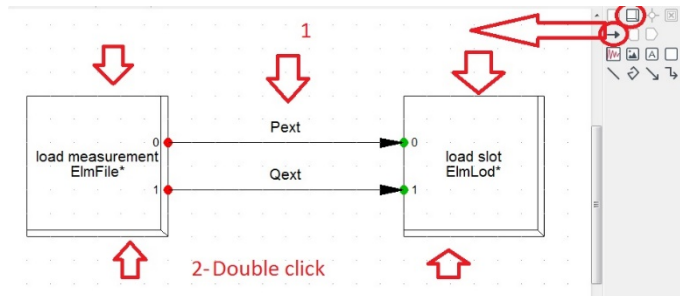 1
Pext
0
0
load measurement
ElmFile*
load slot
ElmLod*
Qext
1
1
2-Double click
A